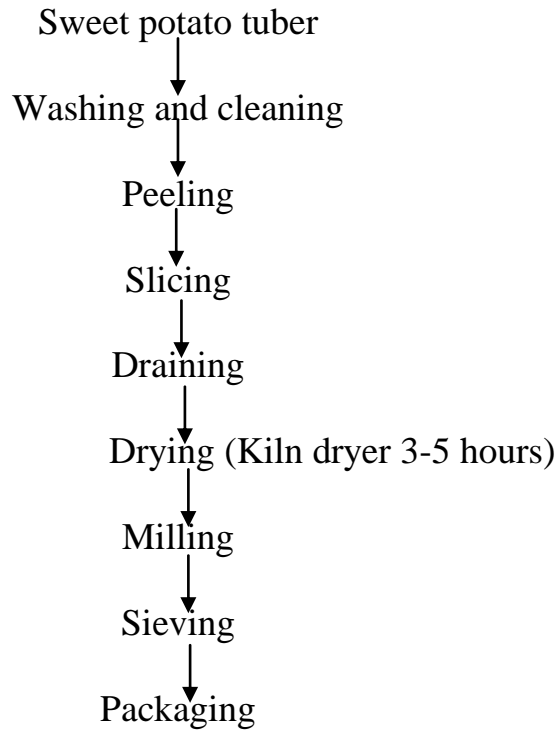 Sweet potato tuber
Washing and cleaning
Peeling
Slicing
Draining
Drying (Kiln dryer 3-5 hours)
Milling
Sieving
Packaging